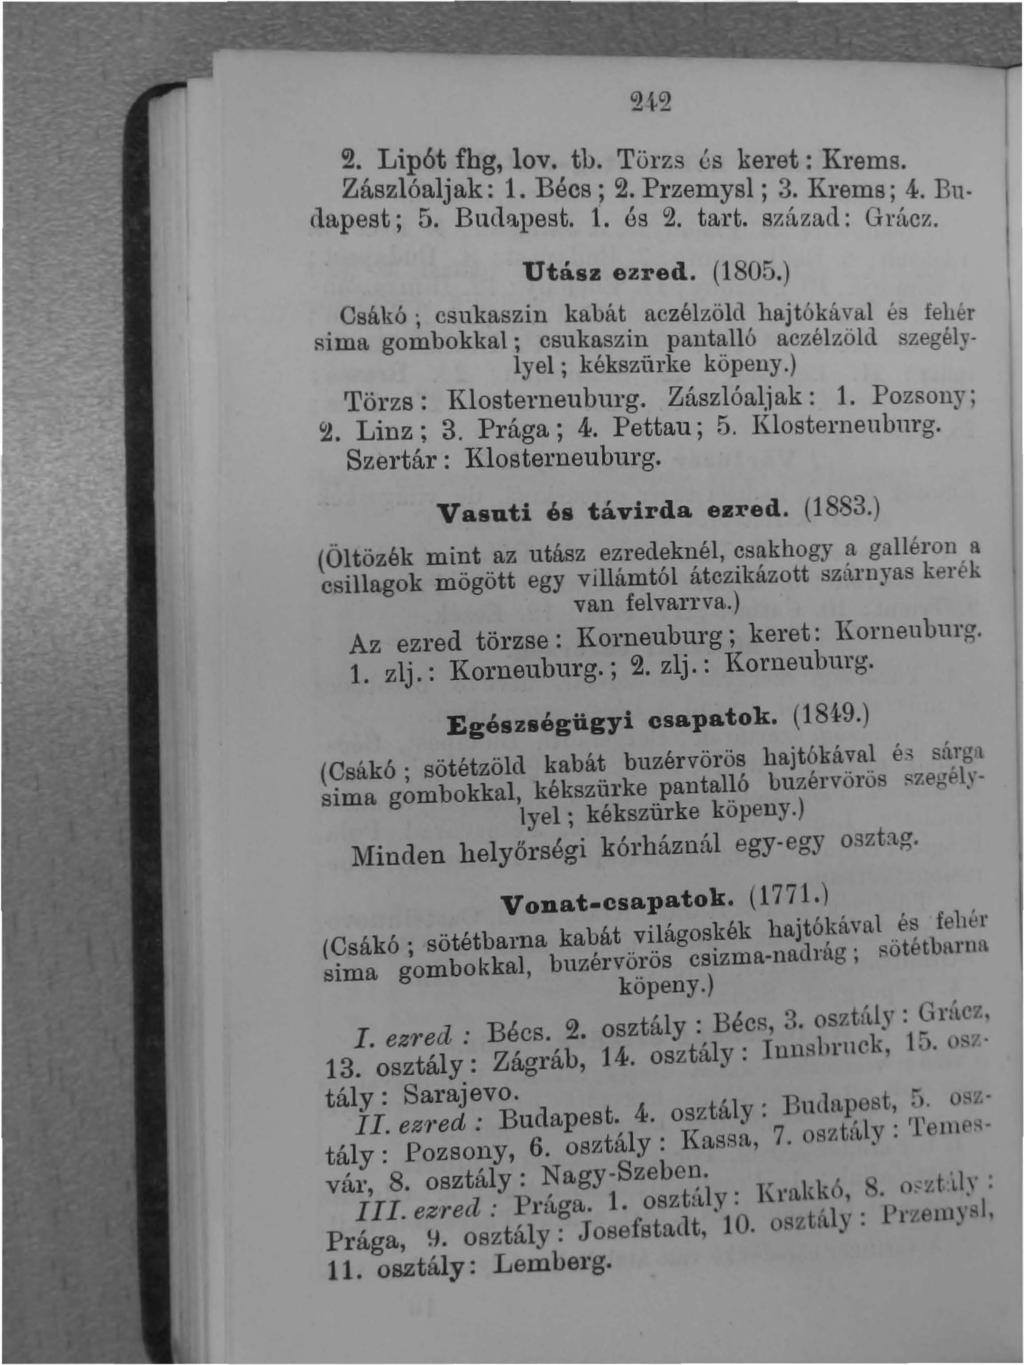 242
2. Lipót fhg, lov. tb. Törzs és keret : Krems.
Zászlóaljak : 1. Bécs ; 2. Przemysl ; 3. Krems ; 4. Bu-
dapest ; 5. Budapest. 1. és 2. tart. század : Grácz.
Utász ezred. (1805.)
Csákó ; csukaszin kabát aczélzöld hajtókával és fehér
sima gombokkal ; csukaszin pantalló aczélzöld szegély-
lyel ; kékszürke köpeny.)
Törzs : Klosterneuburg. Zászlóaljak : 1. Pozsony ;
2. Linz ; 3. Prága ; 4. Pettau ; 5. Klosterneuburg.
Szertár : Klosterneuburg.
Vasuti és távirda ezred. (1883.)
(Öltözék mint az utász ezredeknél, csakhogy a galléron a
csillagok mögött egy villámtól átczikázott szárnyas kerék
van felvarrva.)
Az ezred törzse : Korneuburg ; keret : Korneuburg.
1. zlj. : Korneuburg. ; 2. zlj. : Korneuburg.
Egészségügyi csapatok. (1849.)
(Csákó ; sötétzöld kabát buzérvörös hajtókával és sárga
sima gombokkal, kékszürke pantalló buzérvörös szegély-
lyel ; kékszürke köpeny.)
Minden helyőrségi kórháznál egy-egy osztag.
Vonat-csapatok. (1771.)
(Csákó ; sötétbarna kabát világoskék hajtókával és fehér
sima gombokkal, buzérvörös csizma-nadrág ; sötétbarna
köpeny.)
I. ezred : Bécs. 2. osztály : Bécs, 3. osztály : Grácz,
13. osztály : Zágráb, 14. osztály : Innsbruck, 15. osz-
tály : Sarajevo.
II. ezred : Budapest. 4. osztály : Budapest, 5. osz-
tály : Pozsony, 6. osztály : Kassa, 7. osztály : Temes-
vár, 8. osztály : Nagy-Szeben.
III. ezred : Prága. 1. osztály : Krakkó, 8. osztály :
Prága, 9. osztály : Josefstadt, 10. osztály : Przemysl,
11. osztály : Lemberg.